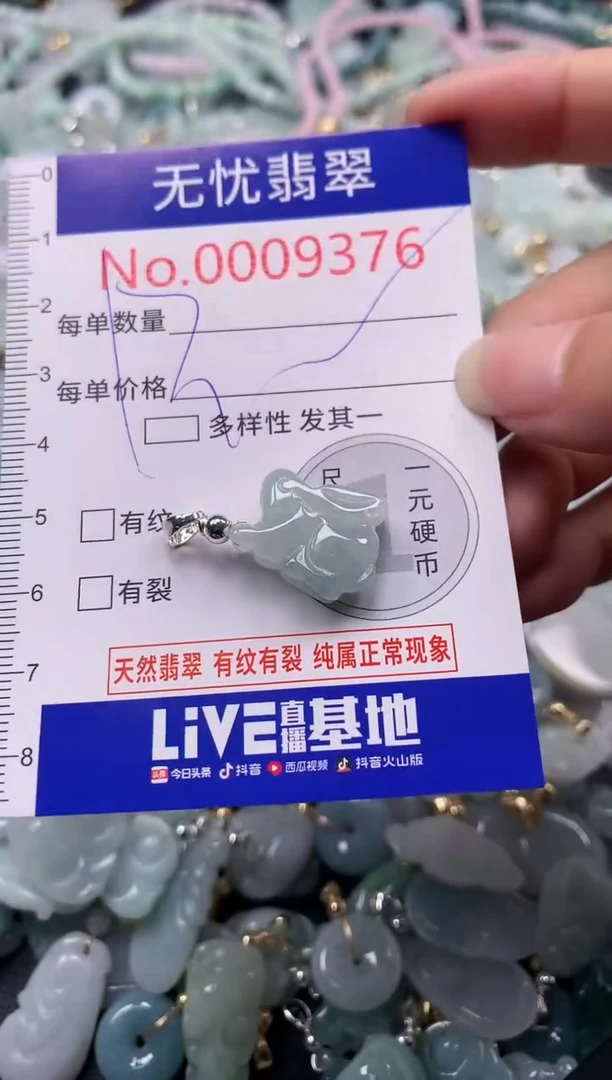 无忧翡翠
No.0009376
每单数量
每单价格
多样性 发其一
尺
一元硬币
有纹
有裂
天然翡翠 有纹有裂 纯属正常现象
LiVE直播基地
头条 今日头条 抖音 西瓜视频 抖音火山版
0
1
2
3
4
5
6
7
8